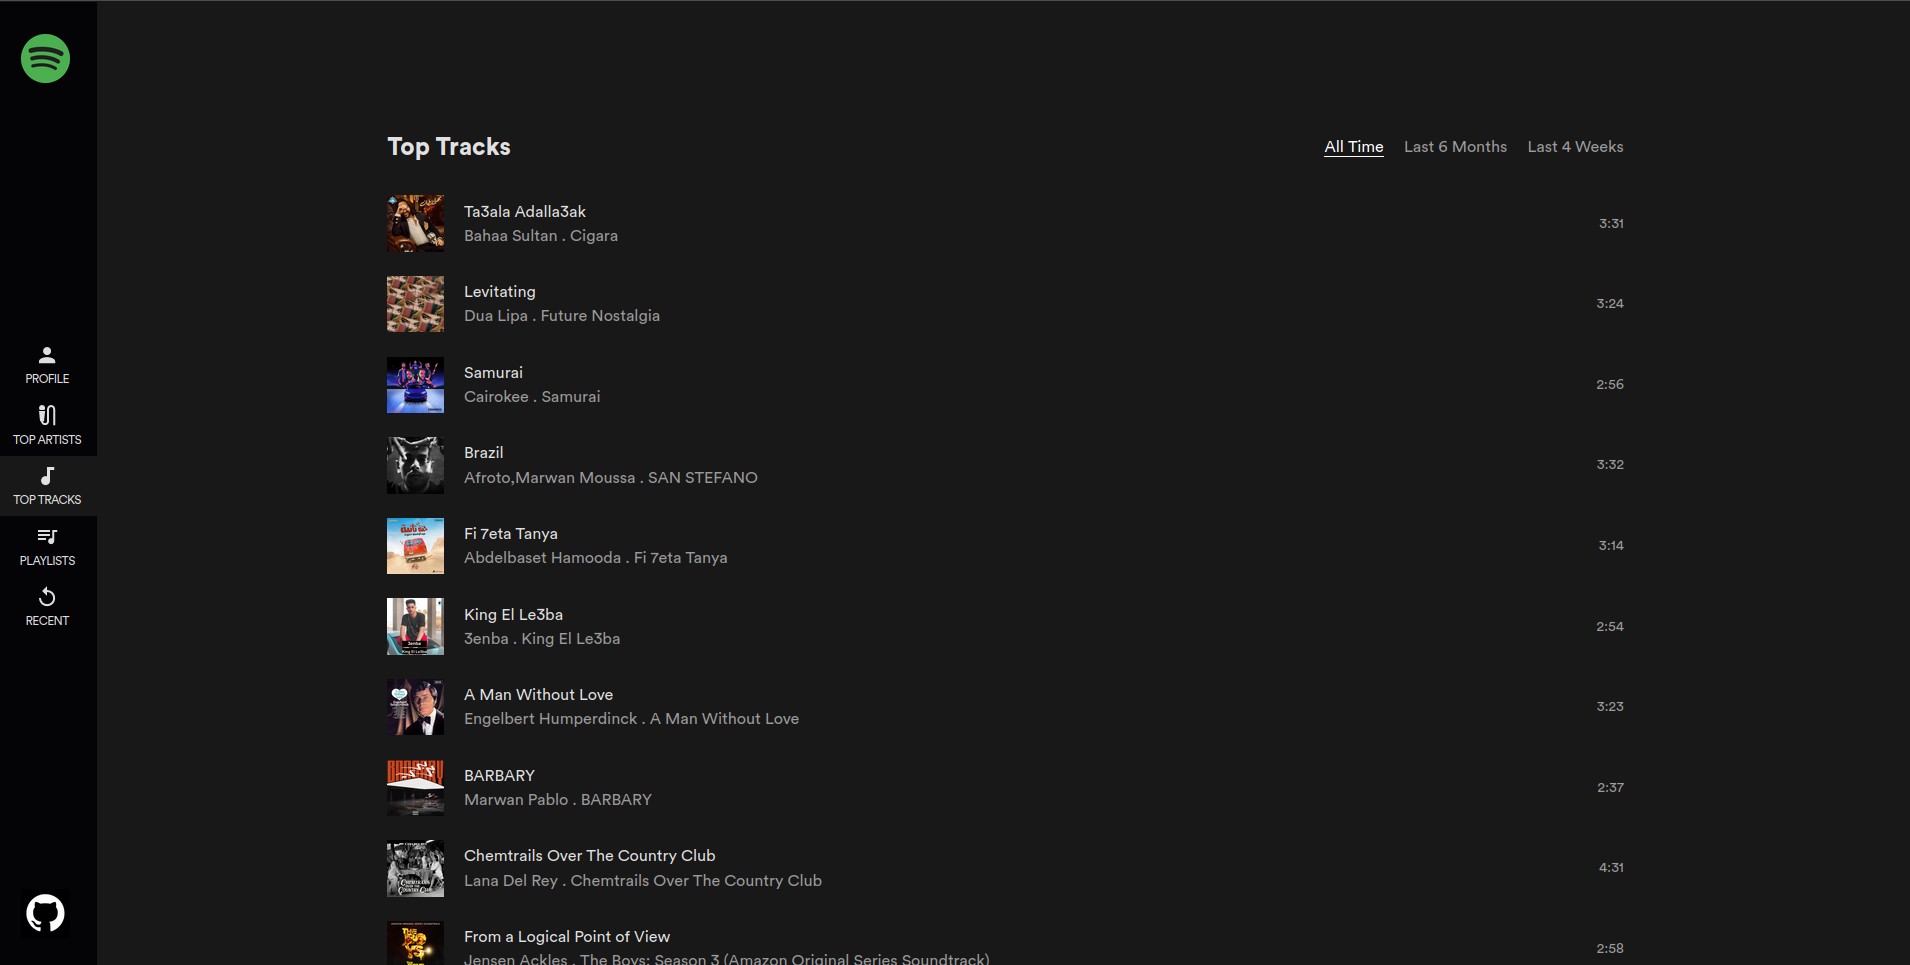 Top Tracks
All Time Last 6 Months Last 4 Weeks
Ta3ala Adalla3ak
Bahaa Sultan . Cigara
3:31
Levitating
Dua Lipa . Future Nostalgia
3:24
Samurai
Cairokee . Samurai
2:56
Brazil
Afroto,Marwan Moussa . SAN STEFANO
3:32
Fi 7eta Tanya
Abdelbaset Hamooda . Fi 7eta Tanya
3:14
King El Le3ba
3enba . King El Le3ba
2:54
A Man Without Love
Engelbert Humperdinck . A Man Without Love
3:23
BARBARY
Marwan Pablo . BARBARY
2:37
Chemtrails Over The Country Club
Lana Del Rey . Chemtrails Over The Country Club
4:31
From a Logical Point of View
Jensen Ackles . The Boys: Season 3 (Amazon Original Series Soundtrack)
2:58
PROFILE
TOP ARTISTS
TOP TRACKS
PLAYLISTS
RECENT